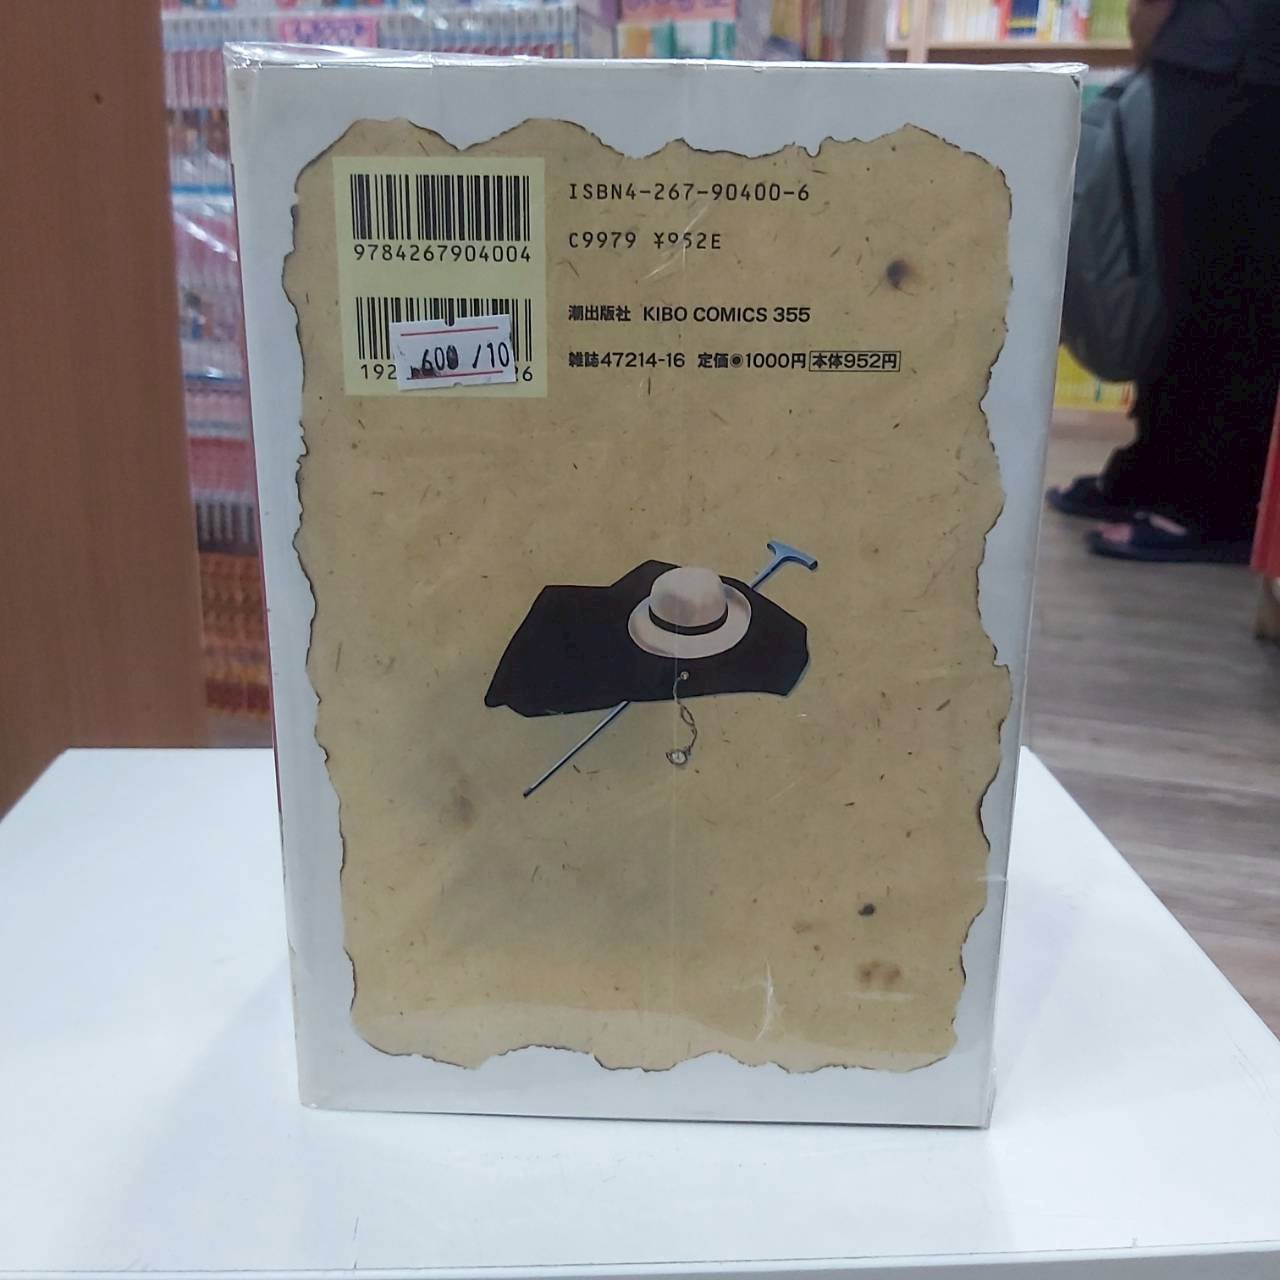 ISBN4-267-90400-6
C9979 ¥952E
9784267904004
潮出版社 KIBO COMICS 355
雑誌47214-16 定価◉1000円 本体952円
600 /10
192